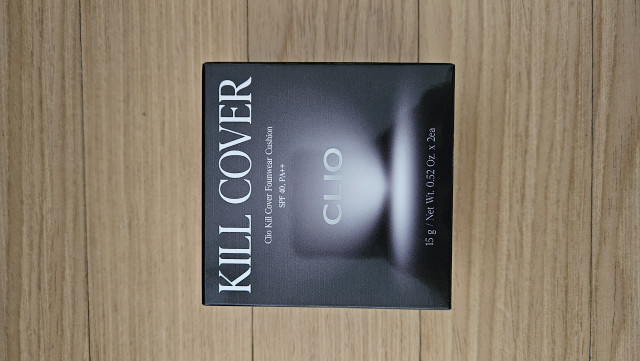 KILL COVER
Clio Kill Cover Founwear Cushion
SPF 40, PA++
CLIO
15 g / Net Wt. 0.52 Oz. x 2ea